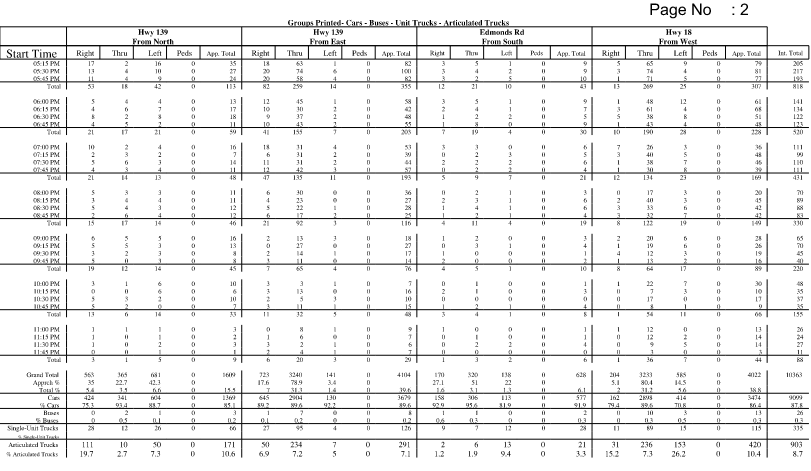 Page No : 2
Groups Printed- Cars - Buses - Unit Trucks - Articulated Trucks
Hwy 139 Hwy 139 Edmonds Rd Hwy 18
From North From East From South From West
Start Time Right Thru Left Peds App. Total Right Thru Left Peds App. Total Right Thru Left Peds App. Total Right Thru Left Peds App. Total Int. Total
05:15 PM 17 2 16 0 35 18 63 1 0 82 3 5 1 0 9 5 65 9 0 79 205
05:30 PM 13 4 10 0 27 20 74 6 0 100 3 4 2 0 9 3 74 4 0 81 217
05:45 PM 11 4 9 0 24 20 58 4 0 82 3 2 5 0 10 1 71 5 0 77 193
Total 53 18 42 0 113 82 259 14 0 355 12 21 10 0 43 13 269 25 0 307 818
06:00 PM 5 4 4 0 13 12 45 1 0 58 3 5 1 0 9 1 48 12 0 61 141
06:15 PM 4 6 7 0 17 10 30 2 0 42 2 4 1 0 7 3 61 4 0 68 134
06:30 PM 8 2 8 0 18 9 37 2 0 48 1 2 2 0 5 5 38 8 0 51 122
06:45 PM 4 5 2 0 11 10 43 2 0 55 1 8 0 0 9 1 43 4 0 48 123
Total 21 17 21 0 59 41 155 7 0 203 7 19 4 0 30 10 190 28 0 228 520
07:00 PM 10 2 4 0 16 18 31 4 0 53 3 3 0 0 6 7 26 3 0 36 111
07:15 PM 2 3 2 0 7 6 31 2 0 39 0 2 3 0 5 3 40 5 0 48 99
07:30 PM 5 6 3 0 14 11 31 2 0 44 2 2 2 0 6 1 38 7 0 46 110
07:45 PM 4 3 4 0 11 12 42 3 0 57 0 2 2 0 4 1 30 8 0 39 111
Total 21 14 13 0 48 47 135 11 0 193 5 9 7 0 21 12 134 23 0 169 431
08:00 PM 5 3 3 0 11 6 30 0 0 36 0 2 1 0 3 0 17 3 0 20 70
08:15 PM 3 4 4 0 11 4 23 0 0 27 2 3 1 0 6 2 40 3 0 45 89
08:30 PM 5 4 3 0 12 5 22 1 0 28 1 4 1 0 6 3 33 6 0 42 88
08:45 PM 2 6 4 0 12 6 17 2 0 25 1 2 1 0 4 3 32 7 0 42 83
Total 15 17 14 0 46 21 92 3 0 116 4 11 4 0 19 8 122 19 0 149 330
09:00 PM 6 5 5 0 16 2 13 3 0 18 1 2 0 0 3 2 20 6 0 28 65
09:15 PM 5 5 3 0 13 0 27 0 0 27 0 3 1 0 4 1 19 6 0 26 70
09:30 PM 3 2 3 0 8 2 14 1 0 17 1 0 0 0 1 4 12 3 0 19 45
09:45 PM 5 0 3 0 8 3 11 0 0 14 2 0 0 0 2 1 13 2 0 16 40
Total 19 12 14 0 45 7 65 4 0 76 4 5 1 0 10 8 64 17 0 89 220
10:00 PM 3 1 6 0 10 3 3 1 0 7 1 0 0 0 1 1 22 7 0 30 48
10:15 PM 0 0 6 0 6 3 13 0 0 16 2 1 0 0 3 0 7 3 0 10 35
10:30 PM 5 3 2 0 10 2 5 3 0 10 0 0 0 0 0 0 17 0 0 17 37
10:45 PM 5 2 0 0 7 3 11 1 0 15 1 2 1 0 4 0 8 1 0 9 35
Total 13 6 14 0 33 11 32 5 0 48 4 3 1 0 8 1 54 11 0 66 155
11:00 PM 1 1 1 0 3 0 8 1 0 9 1 0 0 0 1 1 12 0 0 13 26
11:15 PM 1 0 1 0 2 1 6 0 0 7 0 1 0 0 1 0 12 2 0 14 24
11:30 PM 1 0 2 0 3 3 2 1 0 6 0 2 2 0 4 0 9 5 0 14 27
11:45 PM 0 0 1 0 1 2 4 1 0 7 0 0 0 0 0 0 3 0 0 3 11
Total 3 1 5 0 9 6 20 3 0 29 1 3 2 0 6 1 36 7 0 44 88
Grand Total 563 365 681 0 1609 723 3240 141 0 4104 170 320 138 0 628 204 3233 585 0 4022 10363
Apprch % 35 22.7 42.3 0 17.6 78.9 3.4 0 27.1 51 22 0 5.1 80.4 14.5 0
Total % 5.4 3.5 6.6 0 15.5 7 31.3 1.4 0 39.6 1.6 3.1 1.3 0 6.1 2 31.2 5.6 0 38.8
Cars 424 341 604 0 1369 645 2904 130 0 3679 158 306 113 0 577 162 2898 414 0 3474 9099
% Cars 75.3 93.4 88.7 0 85.1 89.2 89.6 92.2 0 89.6 92.9 95.6 81.9 0 91.9 79.4 89.6 70.8 0 86.4 87.8
Buses 0 2 1 0 3 1 7 0 0 8 1 1 0 0 2 0 10 3 0 13 26
% Buses 0 0.5 0.1 0 0.2 0.1 0.2 0 0 0.2 0.6 0.3 0 0 0.3 0 0.3 0.5 0 0.3 0.3
Single-Unit Trucks 28 12 26 0 66 27 95 4 0 126 9 7 12 0 28 11 89 15 0 115 335
% Single-Unit Trucks
Articulated Trucks 111 10 50 0 171 50 234 7 0 291 2 6 13 0 21 31 236 153 0 420 903
% Articulated Trucks 19.7 2.7 7.3 0 10.6 6.9 7.2 5 0 7.1 1.2 1.9 9.4 0 3.3 15.2 7.3 26.2 0 10.4 8.7